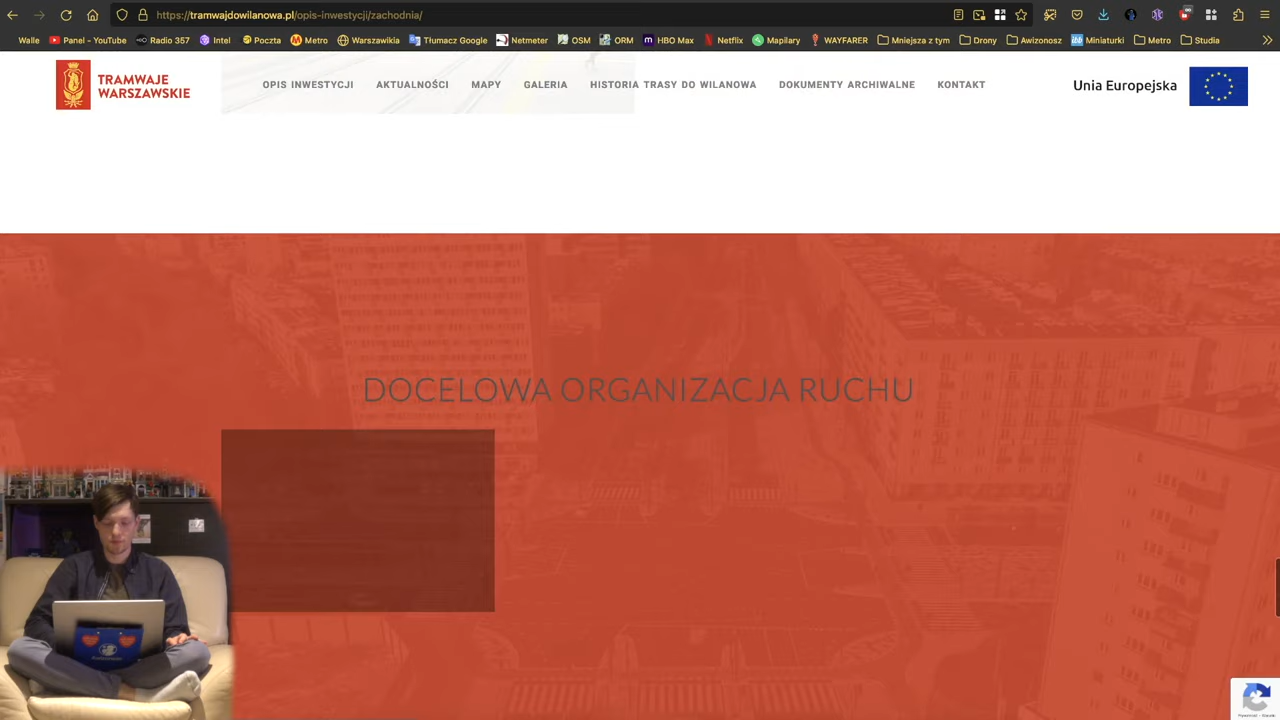 https://tramwajdowilanowa.pl/opis-inwestycji/zachodnia/
Walle Panel - YouTube Radio 357 Intel Poczta Metro Warszawikia Tłumacz Google Netmeter OSM ORM HBO Max Netflix Mapilary WAYFARER Mniejsza z tym Drony Awizonosz Miniaturki Metro Studia
TRAMWAJE
WARSZAWSKIE
OPIS INWESTYCJI AKTUALNOŚCI MAPY GALERIA HISTORIA TRASY DO WILANOWA DOKUMENTY ARCHIWALNE KONTAKT
Unia Europejska
DOCELOWA ORGANIZACJA RUCHU